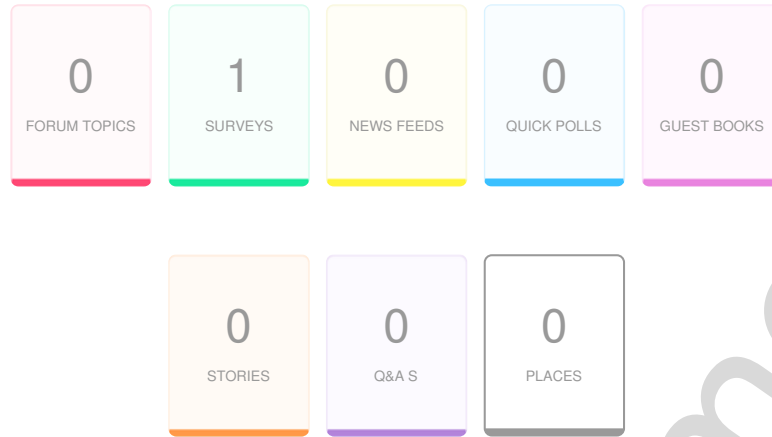 0 1 0 0 0
FORUM TOPICS SURVEYS NEWS FEEDS QUICK POLLS GUEST BOOKS
0 0 0
STORIES Q&A S PLACES